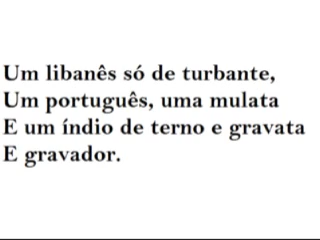 Um libanês só de turbante,
Um português, uma mulata
E um índio de terno e gravata
E gravador.